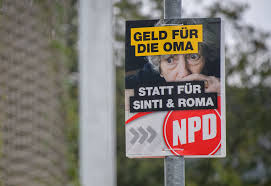 GELD FÜR
DIE OMA
STATT FÜR
SINTI & ROMA
NPD